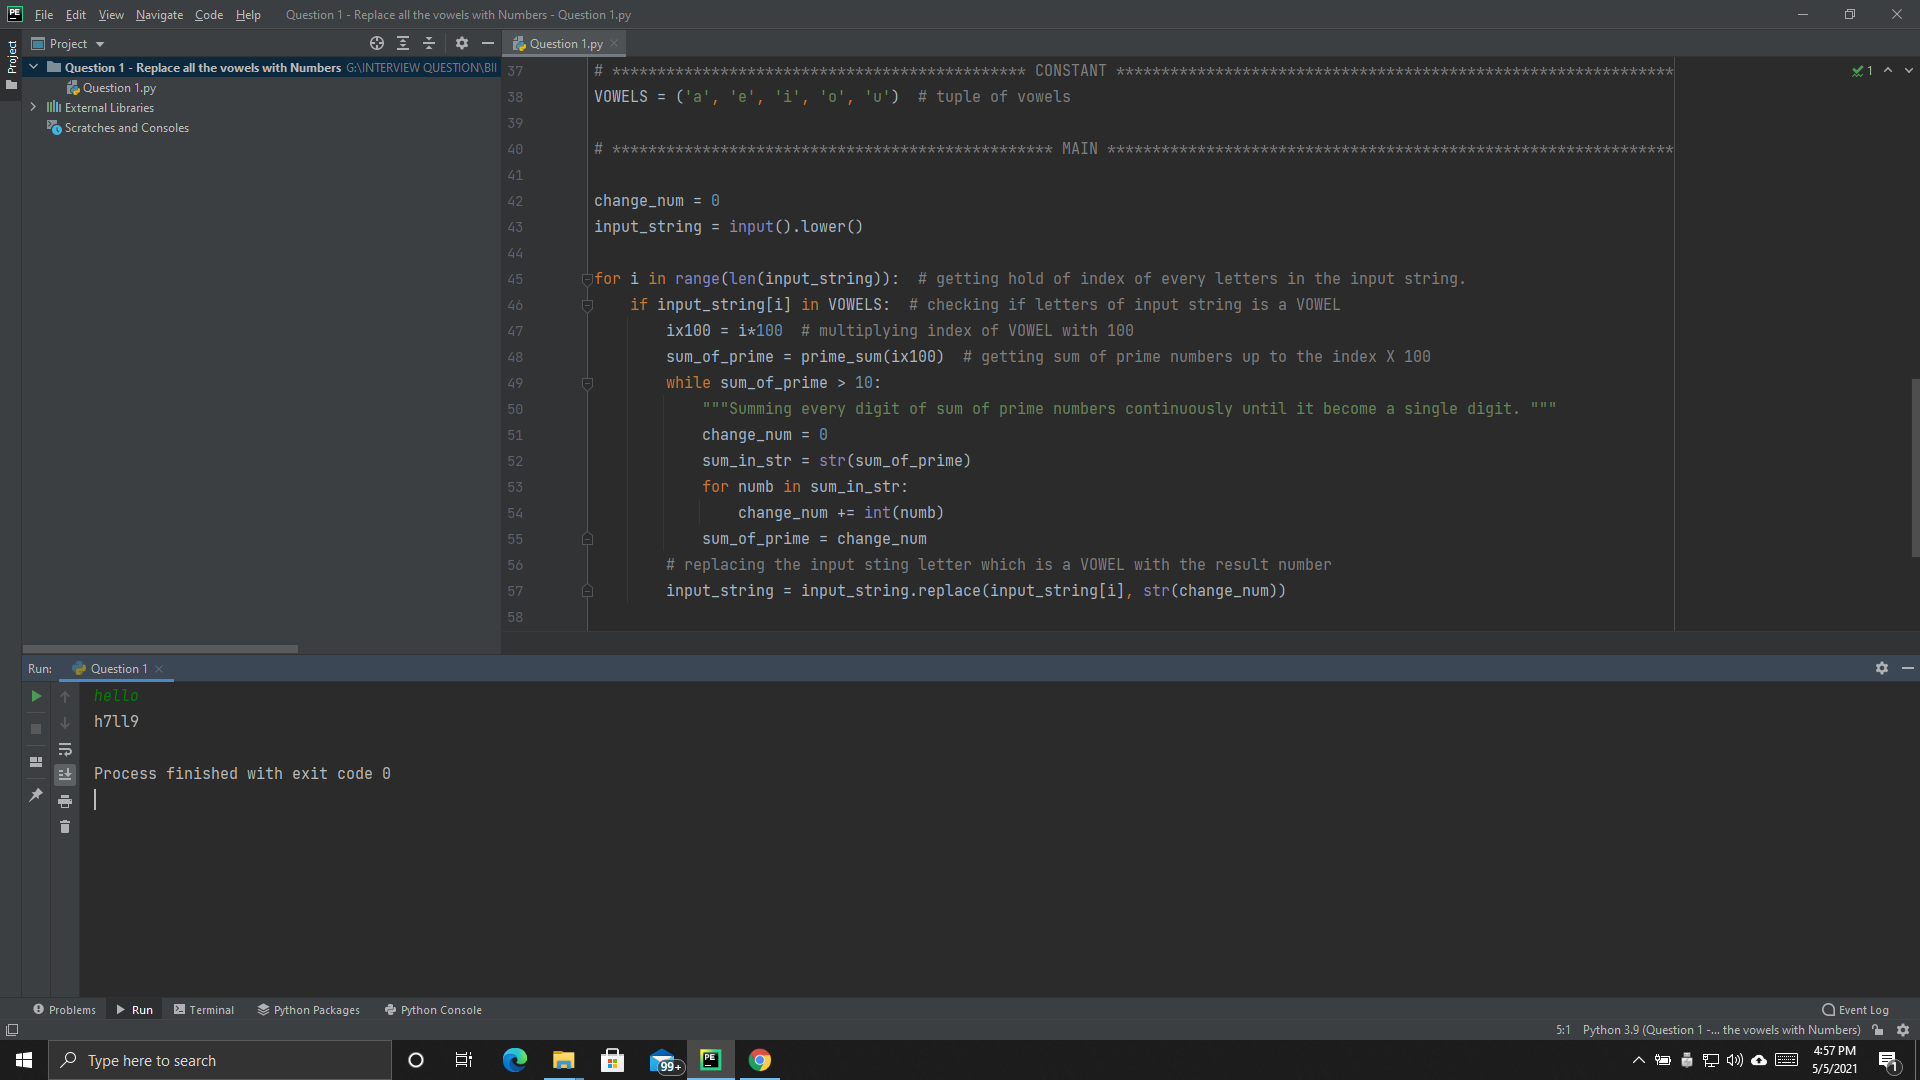 File Edit View Navigate Code Help Question 1 - Replace all the vowels with Numbers - Question 1.py
Project
Project
Question 1.py
Question 1 - Replace all the vowels with Numbers G:\INTERVIEW QUESTION\BII
Question 1.py
External Libraries
Scratches and Consoles
1
37 # ********************************************** CONSTANT **************************************************************
38 VOWELS = ('a', 'e', 'i', 'o', 'u')  # tuple of vowels
39
40 # ************************************************* MAIN ***************************************************************
41
42 change_num = 0
43 input_string = input().lower()
44
45 for i in range(len(input_string)):  # getting hold of index of every letters in the input string.
46     if input_string[i] in VOWELS:  # checking if letters of input string is a VOWEL
47         ix100 = i*100  # multiplying index of VOWEL with 100
48         sum_of_prime = prime_sum(ix100)  # getting sum of prime numbers up to the index X 100
49         while sum_of_prime > 10:
50             """Summing every digit of sum of prime numbers continuously until it become a single digit. """
51             change_num = 0
52             sum_in_str = str(sum_of_prime)
53             for numb in sum_in_str:
54                 change_num += int(numb)
55             sum_of_prime = change_num
56         # replacing the input sting letter which is a VOWEL with the result number
57         input_string = input_string.replace(input_string[i], str(change_num))
58
Run: Question 1
hello
h7ll9
Process finished with exit code 0
Problems Run Terminal Python Packages Python Console Event Log
5:1 Python 3.9 (Question 1 -... the vowels with Numbers)
Type here to search
99+
PE
4:57 PM
5/5/2021
1